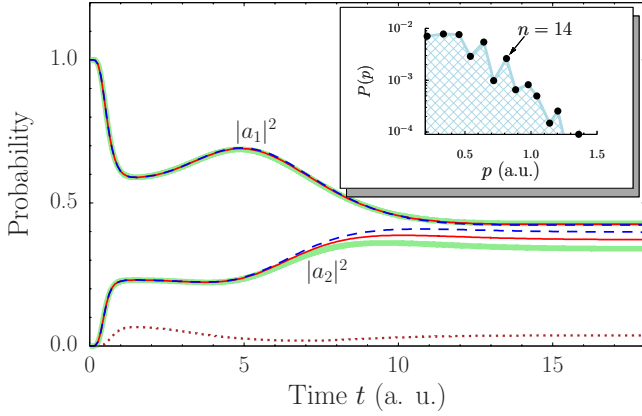 1.0
0.5
0.0
Probability
|a₁|²
|a₂|²
0
5
10
15
Time t (a. u.)
n = 14
10⁻²
10⁻³
10⁻⁴
P(p)
0.5
1.0
1.5
p (a.u.)